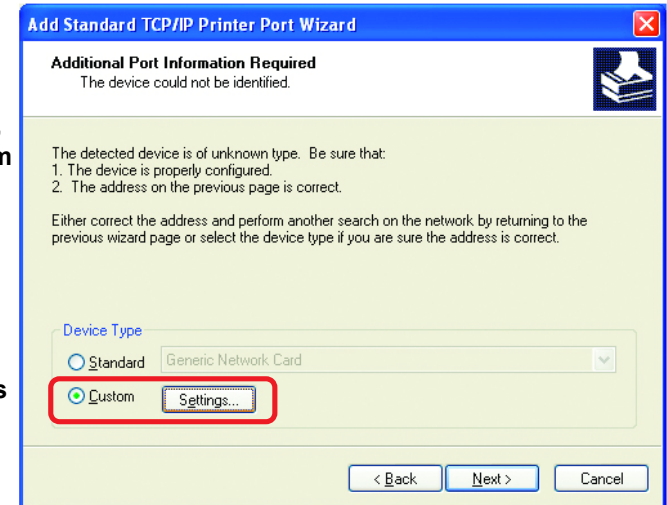 Add Standard TCP/IP Printer Port Wizard
Additional Port Information Required
The device could not be identified.
m
The detected device is of unknown type. Be sure that:
1. The device is properly configured.
2. The address on the previous page is correct.
Either correct the address and perform another search on the network by returning to the
previous wizard page or select the device type if you are sure the address is correct.
Device Type
Standard Generic Network Card
s
Custom Settings...
< Back Next > Cancel